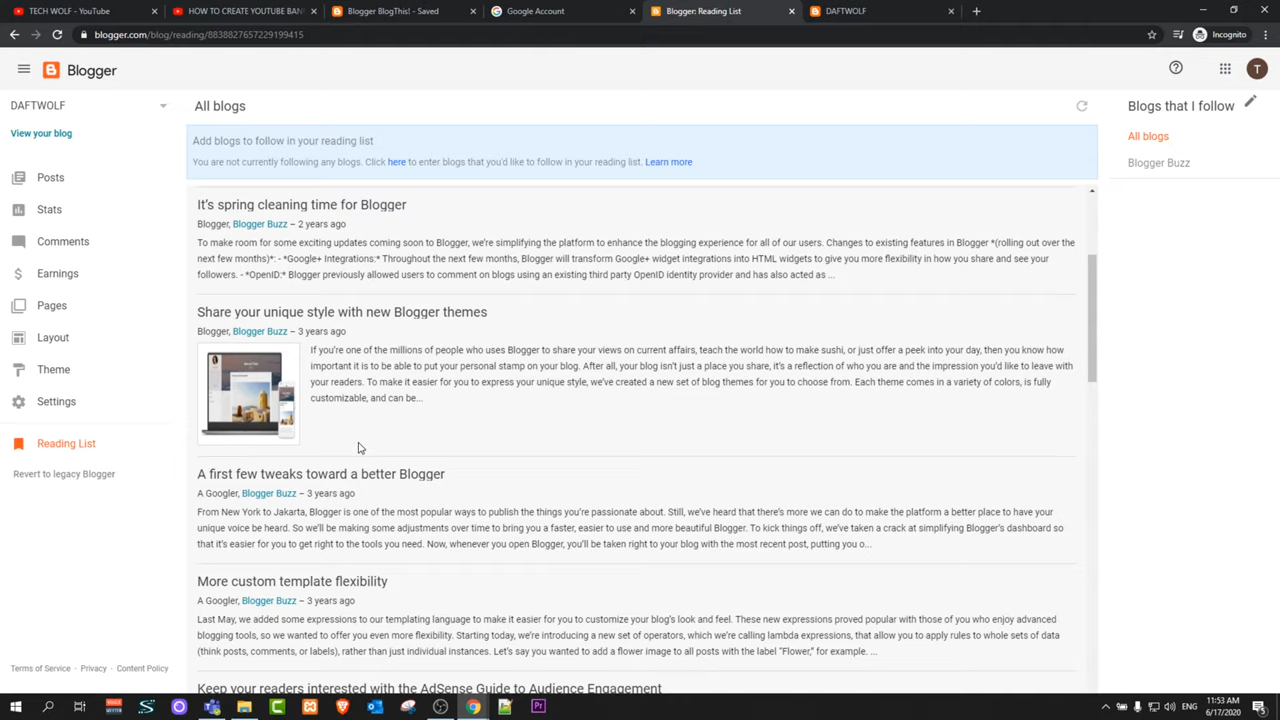 TECH WOLF - YouTube
HOW TO CREATE YOUTUBE BAN
Blogger BlogThis! - Saved
Google Account
Blogger: Reading List
DAFTWOLF
blogger.com/blog/reading/8838827657229199415
Incognito
Blogger
T
DAFTWOLF
View your blog
Posts
Stats
Comments
Earnings
Pages
Layout
Theme
Settings
Reading List
Revert to legacy Blogger
Terms of Service · Privacy · Content Policy
All blogs
Add blogs to follow in your reading list
You are not currently following any blogs. Click here to enter blogs that you'd like to follow in your reading list. Learn more
It's spring cleaning time for Blogger
Blogger, Blogger Buzz – 2 years ago
To make room for some exciting updates coming soon to Blogger, we're simplifying the platform to enhance the blogging experience for all of our users. Changes to existing features in Blogger *(rolling out over the
next few months)*: - *Google+ Integrations:* Throughout the next few months, Blogger will transform Google+ widget integrations into HTML widgets to give you more flexibility in how you share and see your
followers. - *OpenID:* Blogger previously allowed users to comment on blogs using an existing third party OpenID identity provider and has also acted as ...
Share your unique style with new Blogger themes
Blogger, Blogger Buzz – 3 years ago
If you're one of the millions of people who uses Blogger to share your views on current affairs, teach the world how to make sushi, or just offer a peek into your day, then you know how
important it is to be able to put your personal stamp on your blog. After all, your blog isn't just a place you share, it's a reflection of who you are and the impression you'd like to leave with
your readers. To make it easier for you to express your unique style, we've created a new set of blog themes for you to choose from. Each theme comes in a variety of colors, is fully
customizable, and can be...
A first few tweaks toward a better Blogger
A Googler, Blogger Buzz – 3 years ago
From New York to Jakarta, Blogger is one of the most popular ways to publish the things you're passionate about. Still, we've heard that there's more we can do to make the platform a better place to have your
unique voice be heard. So we'll be making some adjustments over time to bring you a faster, easier to use and more beautiful Blogger. To kick things off, we've taken a crack at simplifying Blogger's dashboard so
that it's easier for you to get right to the tools you need. Now, whenever you open Blogger, you'll be taken right to your blog with the most recent post, putting you o...
More custom template flexibility
A Googler, Blogger Buzz – 3 years ago
Last May, we added some expressions to our templating language to make it easier for you to customize your blog's look and feel. These new expressions proved popular with those of you who enjoy advanced
blogging tools, so we wanted to offer you even more flexibility. Starting today, we're introducing a new set of operators, which we're calling lambda expressions, that allow you to apply rules to whole sets of data
(think posts, comments, or labels), rather than just individual instances. Let's say you wanted to add a flower image to all posts with the label "Flower," for example. ...
Keep your readers interested with the AdSense Guide to Audience Engagement
Blogs that I follow
All blogs
Blogger Buzz
11:53 AM
6/17/2020